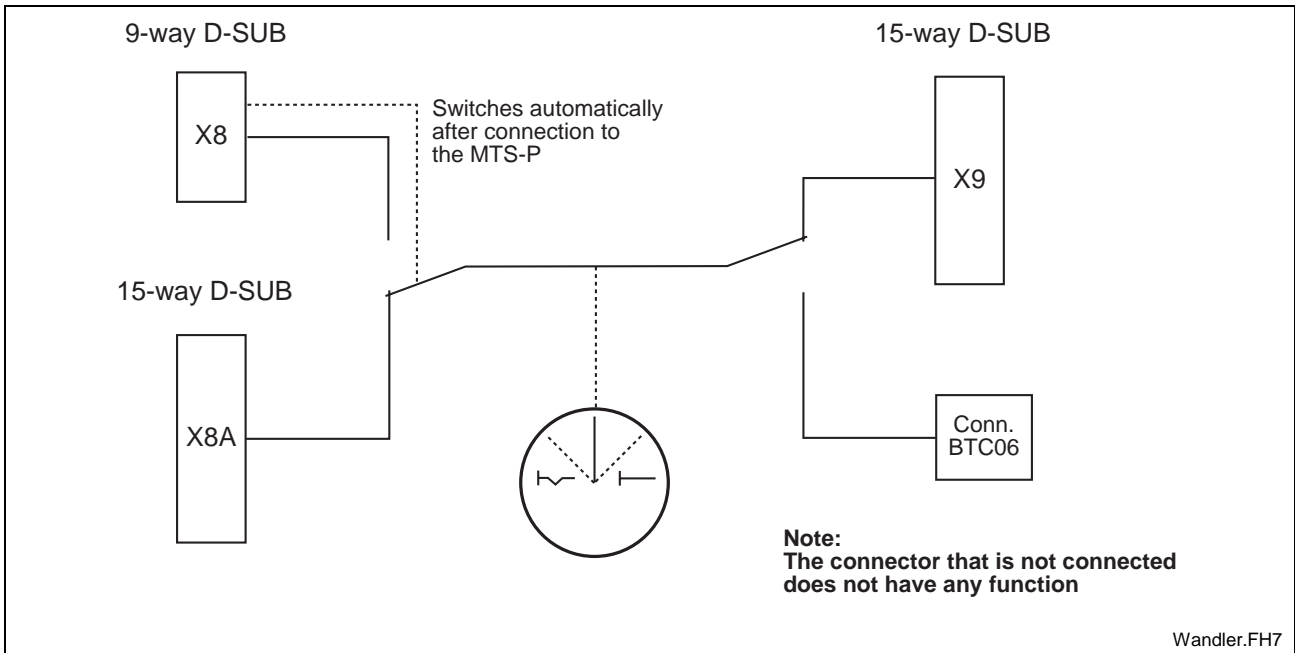 9-way D-SUB
15-way D-SUB
X8
Switches automatically
after connection to
the MTS-P
X9
15-way D-SUB
X8A
Conn.
BTC06
Note:
The connector that is not connected
does not have any function
Wandler.FH7